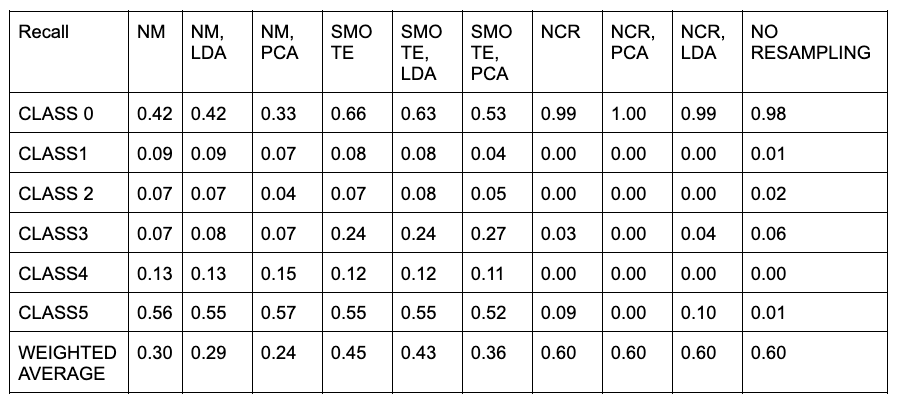 Recall NM NM, LDA NM, PCA SMO TE SMO TE, LDA SMO TE, PCA NCR NCR, PCA NCR, LDA NO RESAMPLING
CLASS 0 0.42 0.42 0.33 0.66 0.63 0.53 0.99 1.00 0.99 0.98
CLASS1 0.09 0.09 0.07 0.08 0.08 0.04 0.00 0.00 0.00 0.01
CLASS 2 0.07 0.07 0.04 0.07 0.08 0.05 0.00 0.00 0.00 0.02
CLASS3 0.07 0.08 0.07 0.24 0.24 0.27 0.03 0.00 0.04 0.06
CLASS4 0.13 0.13 0.15 0.12 0.12 0.11 0.00 0.00 0.00 0.00
CLASS5 0.56 0.55 0.57 0.55 0.55 0.52 0.09 0.00 0.10 0.01
WEIGHTED AVERAGE 0.30 0.29 0.24 0.45 0.43 0.36 0.60 0.60 0.60 0.60